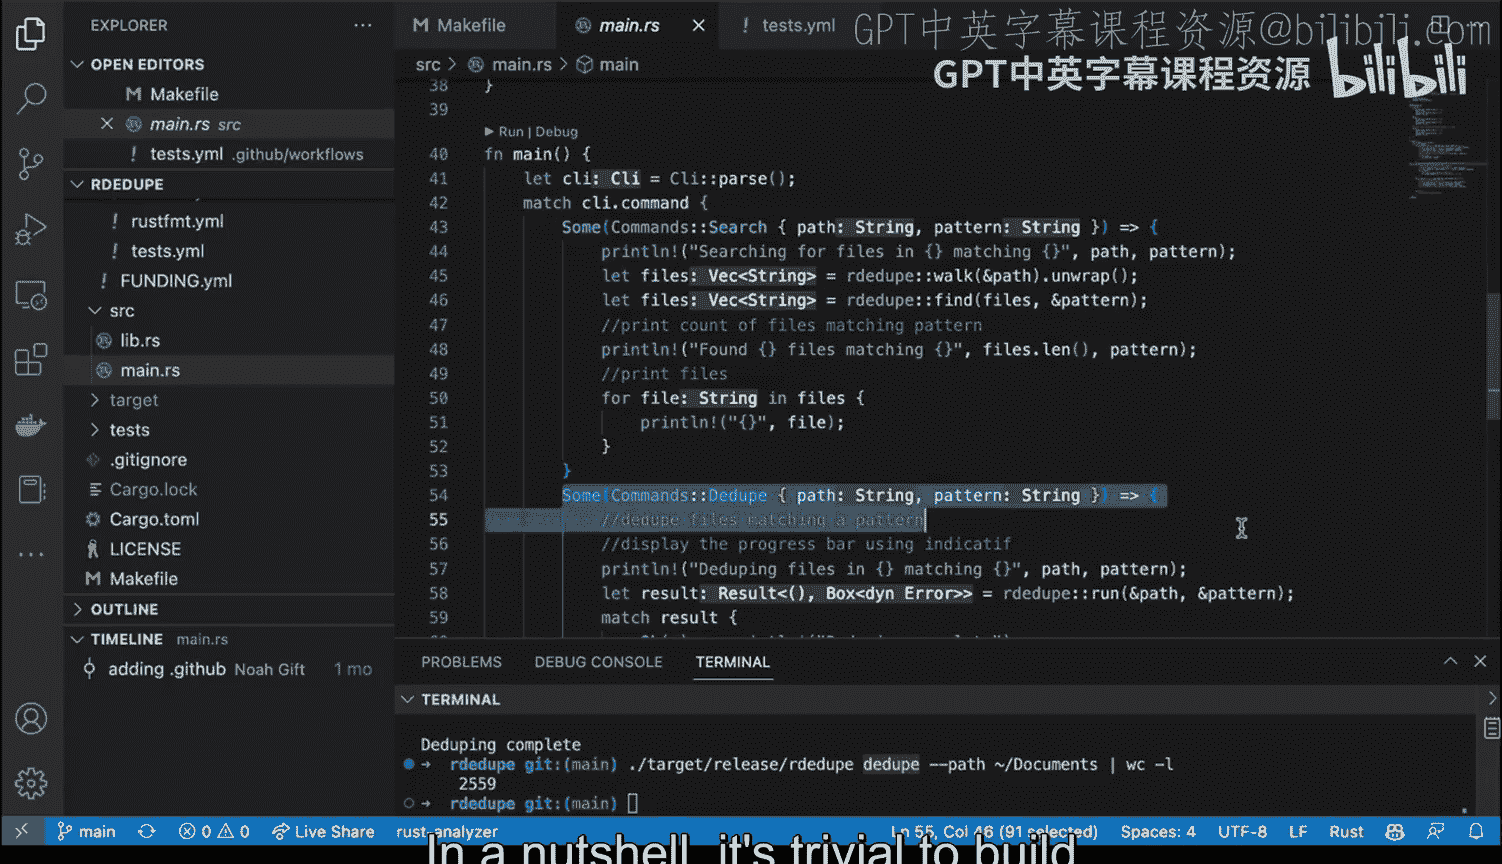 EXPLORER
OPEN EDITORS
Makefile
main.rs src
tests.yml .github/workflows
RDEDUPE
rustfmt.yml
tests.yml
FUNDING.yml
src
lib.rs
main.rs
target
tests
.gitignore
Cargo.lock
Cargo.toml
LICENSE
Makefile
OUTLINE
TIMELINE main.rs
adding .github Noah Gift 1 mo
Makefile
main.rs
tests.yml
GPT中英字幕课程资源@bilibili.com
GPT中英字幕课程资源 bilibili
src > main.rs > main
38 }
39
Run | Debug
40 fn main() {
41 let cli: Cli = Cli::parse();
42 match cli.command {
43 Some(Commands::Search { path: String, pattern: String }) => {
44 println!("Searching for files in {} matching {}", path, pattern);
45 let files: Vec<String> = rdedupe::walk(&path).unwrap();
46 let files: Vec<String> = rdedupe::find(files, &pattern);
47 //print count of files matching pattern
48 println!("Found {} files matching {}", files.len(), pattern);
49 //print files
50 for file: String in files {
51 println!("{}", file);
52 }
53 }
54 Some(Commands::Dedupe { path: String, pattern: String }) => {
55 //dedupe files matching a pattern
56 //display the progress bar using indicatif
57 println!("Deduping files in {} matching {}", path, pattern);
58 let result: Result<(), Box<dyn Error>> = rdedupe::run(&path, &pattern);
59 match result {
PROBLEMS DEBUG CONSOLE TERMINAL
TERMINAL
Deduping complete
rdedupe git:(main) ./target/release/rdedupe dedupe --path ~/Documents | wc -l
2559
rdedupe git:(main)
main 0 0 Live Share rust-analyzer Ln 55, Col 46 (91 selected) Spaces: 4 UTF-8 LF Rust
In a nutshell, it's trivial to build